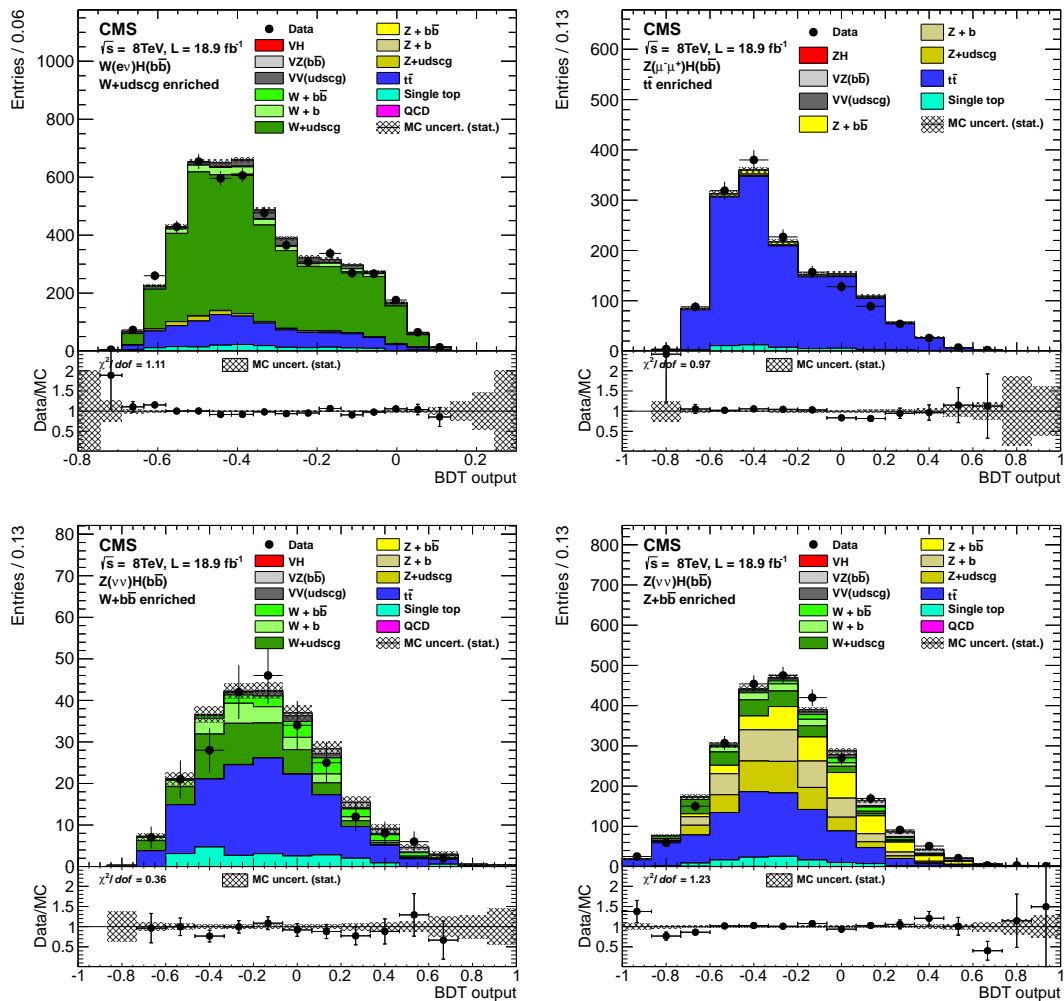 Entries / 0.06
1000
800
600
400
200
0
CMS
√s = 8TeV, L = 18.9 fb⁻¹
W(eν)H(bb̅)
W+udscg enriched
Data
VH
VZ(bb̅)
VV(udscg)
W + bb̅
W + b
W+udscg
Z + bb̅
Z + b
Z+udscg
tt̅
Single top
QCD
MC uncert. (stat.)
Data/MC
2
1.5
1
0.5
χ²/ dof = 1.11
MC uncert. (stat.)
-0.8 -0.6 -0.4 -0.2 0 0.2
BDT output
Entries / 0.13
600
500
400
300
200
100
0
CMS
√s = 8TeV, L = 18.9 fb⁻¹
Z(μ⁻μ⁺)H(bb̅)
tt̅ enriched
Data
ZH
VZ(bb̅)
VV(udscg)
Z + bb̅
Z + b
Z+udscg
tt̅
Single top
MC uncert. (stat.)
Data/MC
2
1.5
1
0.5
χ²/ dof = 0.97
MC uncert. (stat.)
-1 -0.8 -0.6 -0.4 -0.2 0 0.2 0.4 0.6 0.8 1
BDT output
Entries / 0.13
80
70
60
50
40
30
20
10
0
CMS
√s = 8TeV, L = 18.9 fb⁻¹
Z(νν)H(bb̅)
W+bb̅ enriched
Data
VH
VZ(bb̅)
VV(udscg)
W + bb̅
W + b
W+udscg
Z + bb̅
Z + b
Z+udscg
tt̅
Single top
QCD
MC uncert. (stat.)
Data/MC
2
1.5
1
0.5
χ²/ dof = 0.36
MC uncert. (stat.)
-1 -0.8 -0.6 -0.4 -0.2 0 0.2 0.4 0.6 0.8 1
BDT output
Entries / 0.13
800
700
600
500
400
300
200
100
0
CMS
√s = 8TeV, L = 18.9 fb⁻¹
Z(νν)H(bb̅)
Z+bb̅ enriched
Data
VH
VZ(bb̅)
VV(udscg)
W + bb̅
W + b
W+udscg
Z + bb̅
Z + b
Z+udscg
tt̅
Single top
QCD
MC uncert. (stat.)
Data/MC
2
1.5
1
0.5
χ²/ dof = 1.23
MC uncert. (stat.)
-1 -0.8 -0.6 -0.4 -0.2 0 0.2 0.4 0.6 0.8 1
BDT output